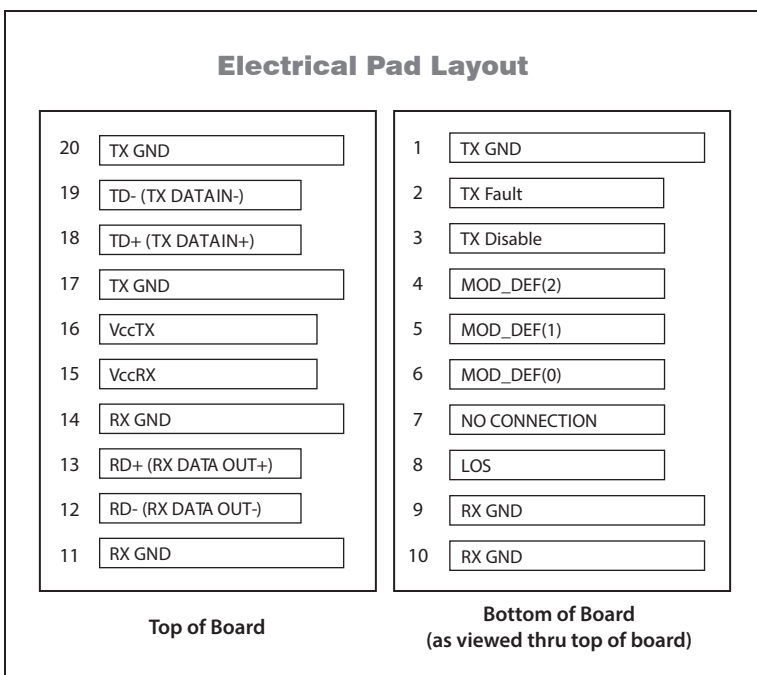 Electrical Pad Layout
20 TX GND
19 TD- (TX DATAIN-)
18 TD+ (TX DATAIN+)
17 TX GND
16 VccTX
15 VccRX
14 RX GND
13 RD+ (RX DATA OUT+)
12 RD- (RX DATA OUT-)
11 RX GND
Top of Board
1 TX GND
2 TX Fault
3 TX Disable
4 MOD_DEF(2)
5 MOD_DEF(1)
6 MOD_DEF(0)
7 NO CONNECTION
8 LOS
9 RX GND
10 RX GND
Bottom of Board
(as viewed thru top of board)